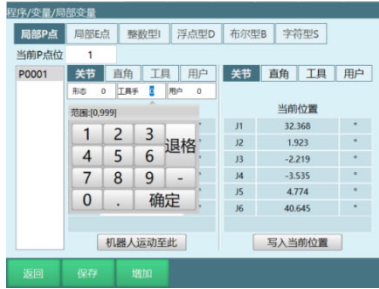 程序/变量/局部变量
局部P点 局部E点 整数型I 浮点型D 布尔型B 字符型S
当前P点位 1
P0001 关节 直角 工具 用户 关节 直角 工具 用户
形态 0 工具手 0 用户 0
范围:[0,999] 当前位置
1 2 3 退格 ° J1 32.368 °
4 5 6 ° J2 1.923 °
° J3 -2.219 °
7 8 9 - ° J4 -3.535 °
0 . 确定 ° J5 4.774 °
J6 40.645 °
机器人运动至此 写入当前位置
返回 保存 增加